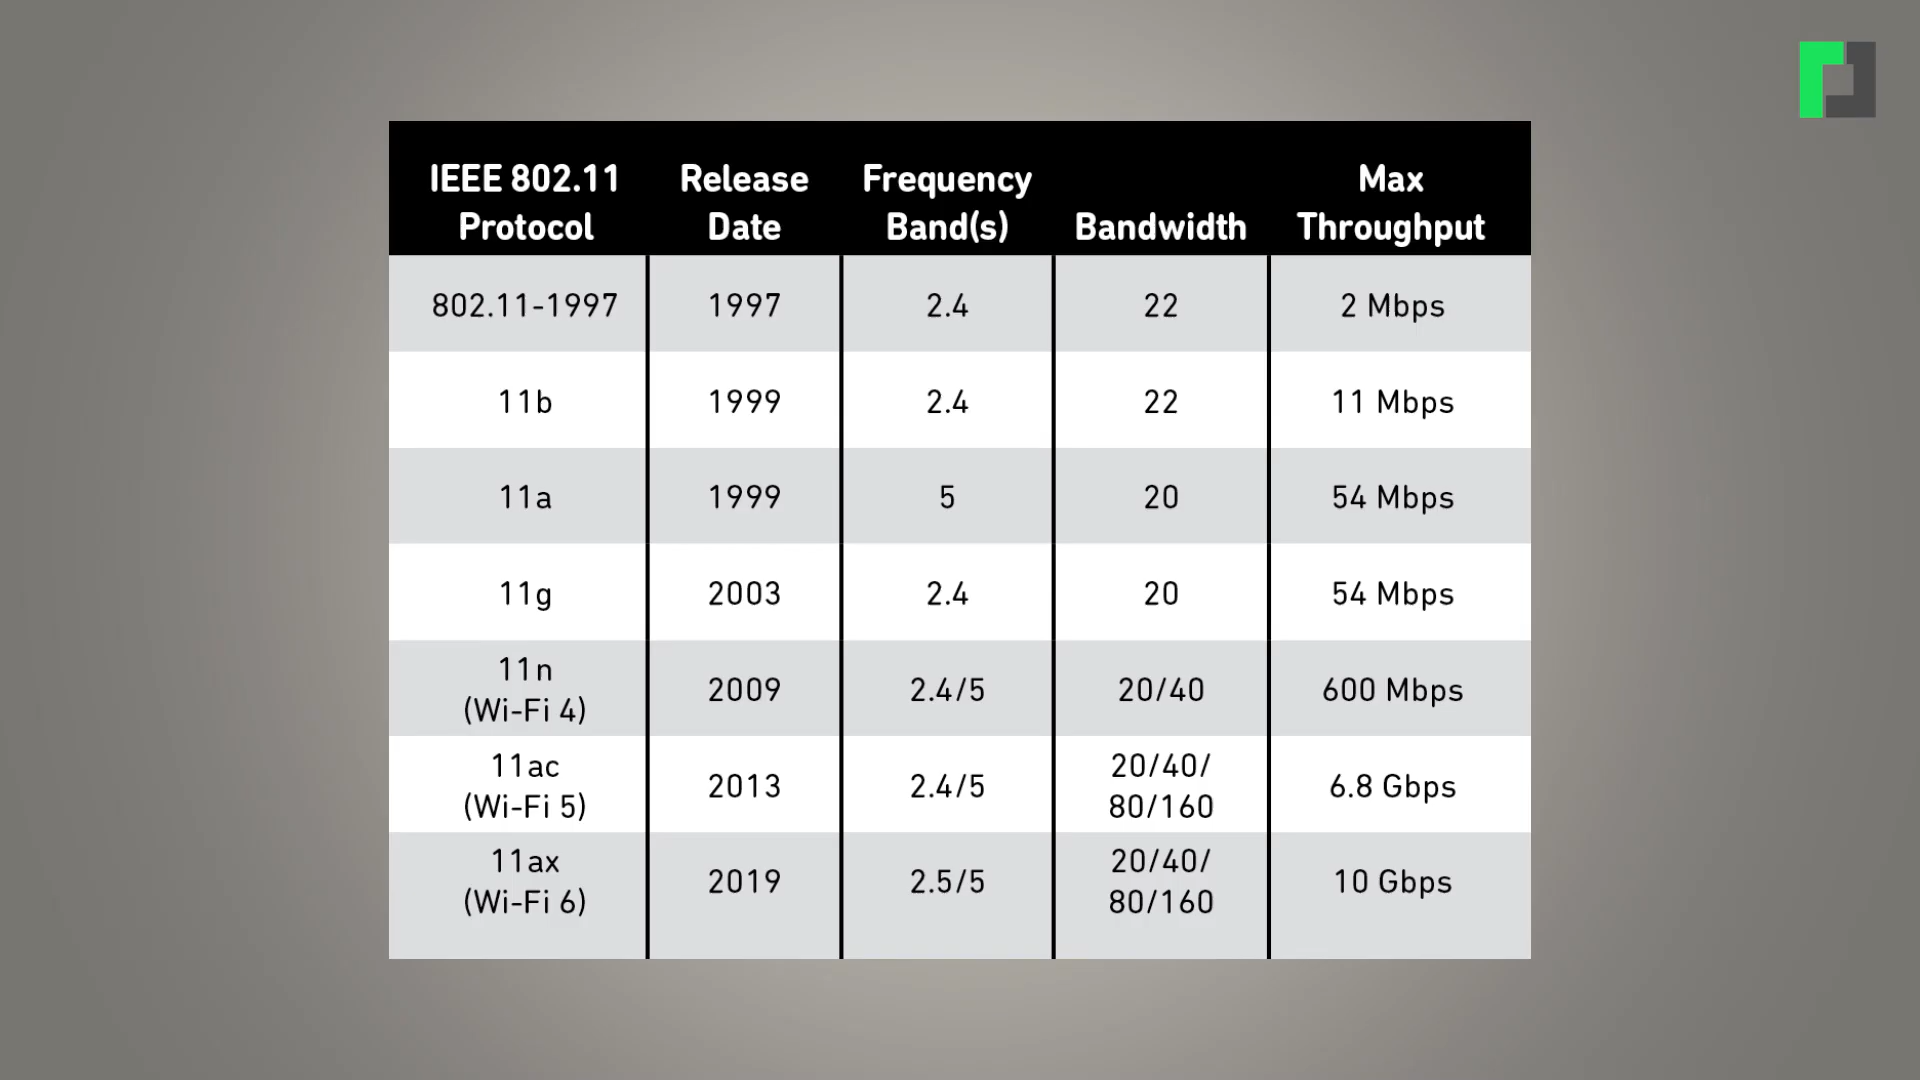 IEEE 802.11 Protocol Release Date Frequency Band(s) Bandwidth Max Throughput
802.11-1997 1997 2.4 22 2 Mbps
11b 1999 2.4 22 11 Mbps
11a 1999 5 20 54 Mbps
11g 2003 2.4 20 54 Mbps
11n (Wi-Fi 4) 2009 2.4/5 20/40 600 Mbps
11ac (Wi-Fi 5) 2013 2.4/5 20/40/80/160 6.8 Gbps
11ax (Wi-Fi 6) 2019 2.5/5 20/40/80/160 10 Gbps